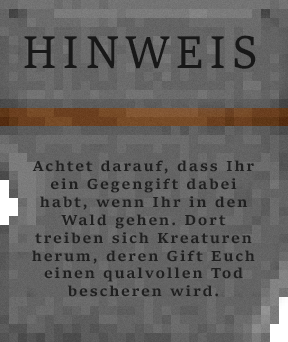 HINWEIS
Achtet darauf, dass Ihr
ein Gegengift dabei
habt, wenn Ihr in den
Wald gehen. Dort
treiben sich Kreaturen
herum, deren Gift Euch
einen qualvollen Tod
bescheren wird.